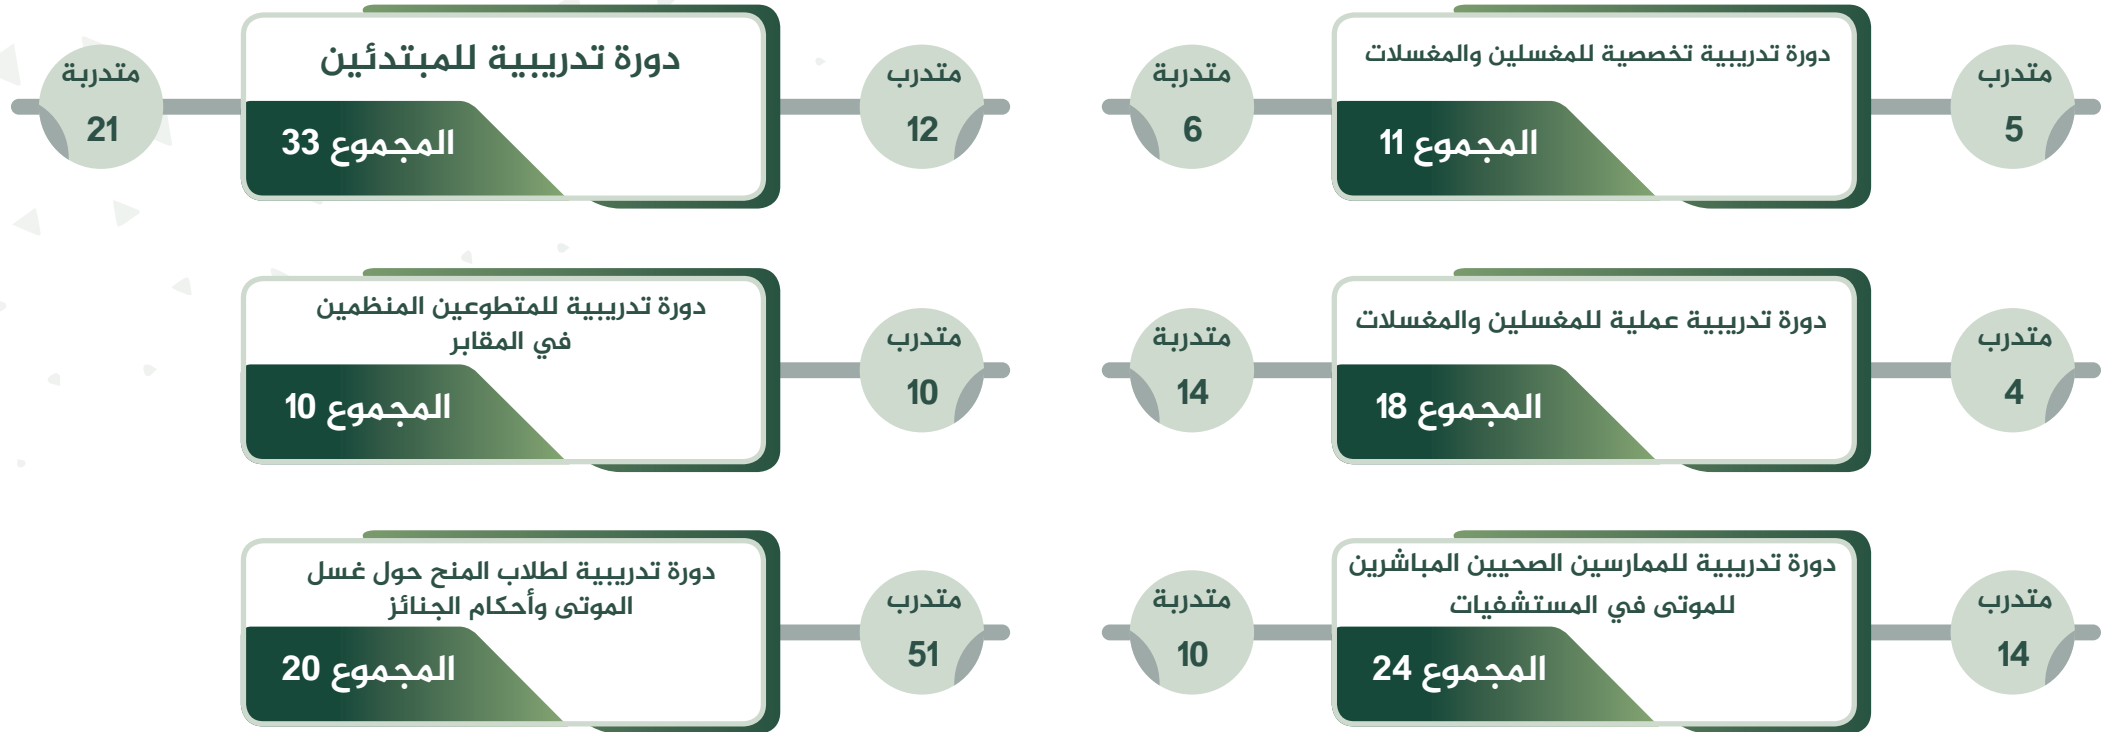 دورة تدريبية تخصصية للمغسلين والمغسلات
متدرب
5
متدربة
6
المجموع 11
دورة تدريبية للمبتدئين
متدرب
12
متدربة
21
المجموع 33
دورة تدريبية عملية للمغسلين والمغسلات
متدرب
4
متدربة
14
المجموع 18
دورة تدريبية للمتطوعين المنظمين
في المقابر
متدرب
10
المجموع 10
دورة تدريبية للممارسين الصحيين المباشرين
للموتى في المستشفيات
متدرب
14
متدربة
10
المجموع 24
دورة تدريبية لطلاب المنح حول غسل
الموتى وأحكام الجنائز
متدرب
51
المجموع 20